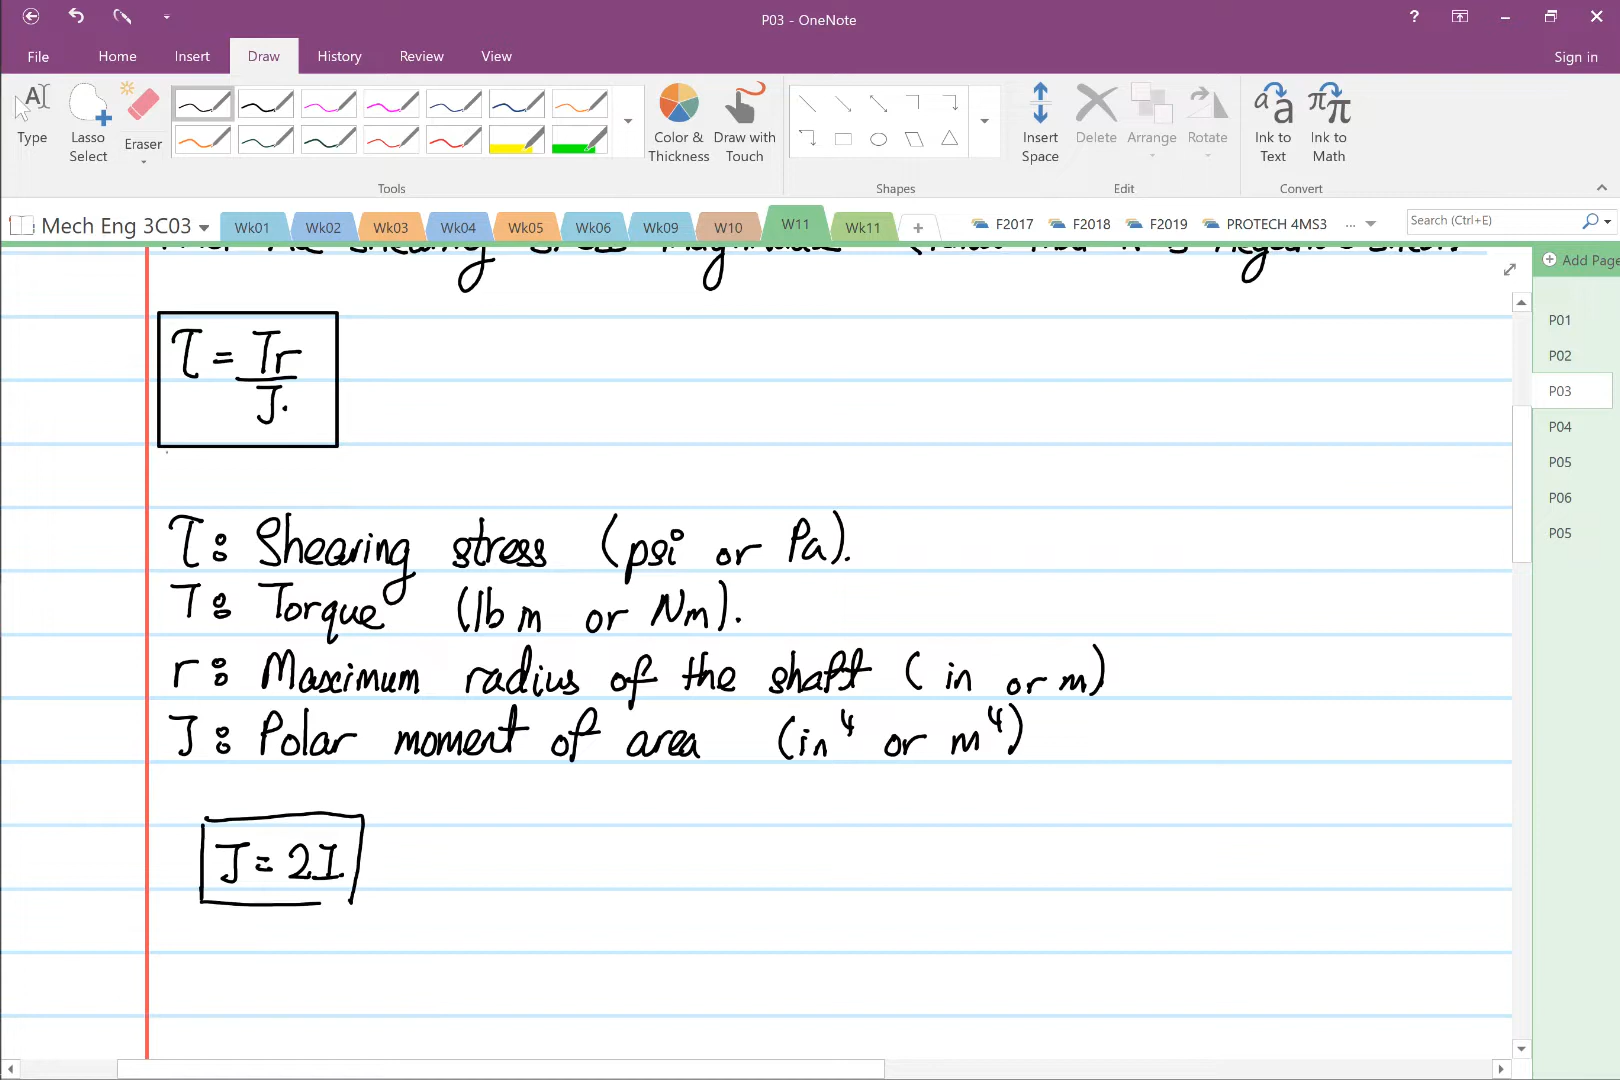 P03 - OneNote
?
File Home Insert Draw History Review View Sign in
Type
Lasso Select
Eraser
Color & Thickness
Draw with Touch
Insert Space
Delete
Arrange
Rotate
Ink to Text
Ink to Math
Tools Shapes Edit Convert
Mech Eng 3C03 Wk01 Wk02 Wk03 Wk04 Wk05 Wk06 Wk09 W10 W11 Wk11 + F2017 F2018 F2019 PROTECH 4MS3 ... Search (Ctrl+E)
Add Page
P01
P02
P03
P04
P05
P06
P05
shearing stress magnitude
τ = Tr / J.
τ: Shearing stress (psi or Pa).
T: Torque (lb m or Nm).
r: Maximum radius of the shaft (in or m)
J: Polar moment of area (in⁴ or m⁴)
J = 2I